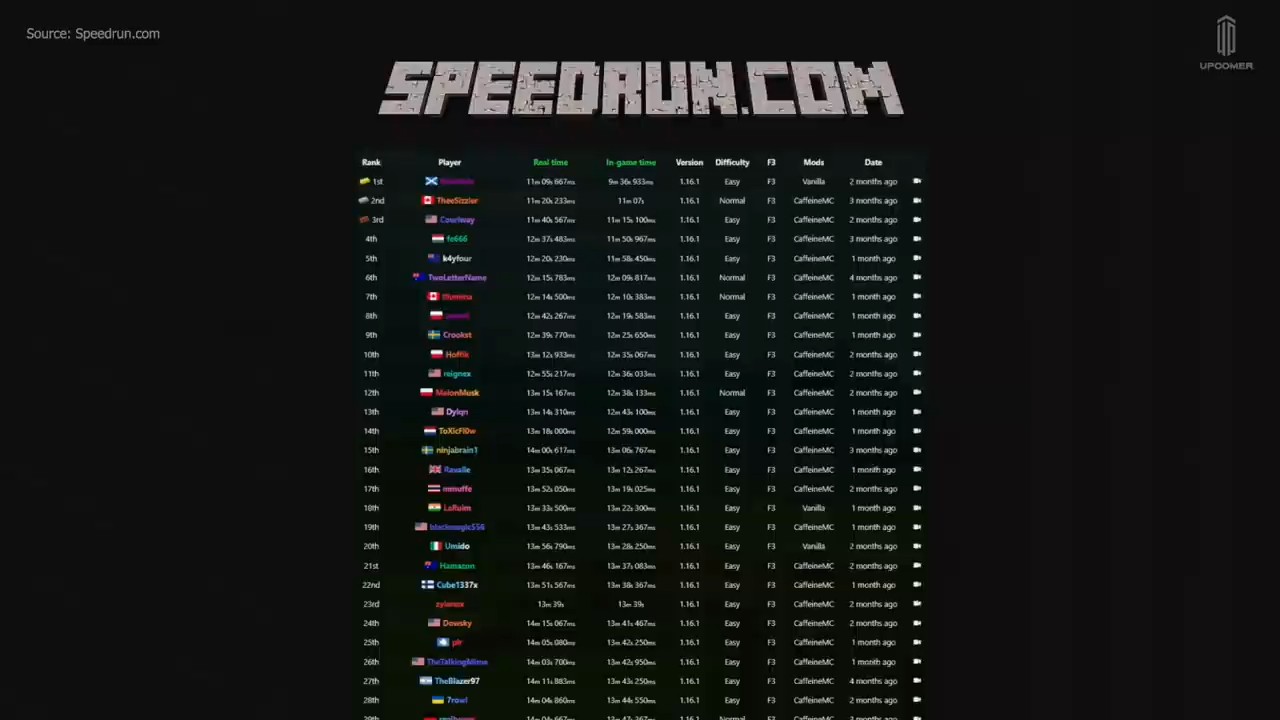 Source: Speedrun.com
UPOOMER
SPEEDRUN.COM
Rank Player Real time In-game time Version Difficulty F3 Mods Date
1st 11m 09s 667ms 9m 36s 933ms 1.16.1 Easy F3 Vanilla 2 months ago
2nd TheeSizzler 11m 20s 233ms 11m 07s 1.16.1 Normal F3 CaffeineMC 3 months ago
3rd Couriway 11m 40s 567ms 11m 15s 100ms 1.16.1 Easy F3 CaffeineMC 2 months ago
4th fe666 12m 37s 483ms 11m 50s 967ms 1.16.1 Easy F3 CaffeineMC 3 months ago
5th k4yfour 12m 20s 230ms 11m 58s 450ms 1.16.1 Easy F3 CaffeineMC 1 month ago
6th TwoLetterName 12m 15s 783ms 12m 09s 817ms 1.16.1 Normal F3 CaffeineMC 4 months ago
7th Illumina 12m 14s 500ms 12m 10s 383ms 1.16.1 Normal F3 CaffeineMC 1 month ago
8th 12m 42s 267ms 12m 19s 583ms 1.16.1 Easy F3 CaffeineMC 1 month ago
9th Crookst 12m 39s 770ms 12m 25s 650ms 1.16.1 Easy F3 CaffeineMC 2 months ago
10th Hoffik 13m 12s 933ms 12m 35s 067ms 1.16.1 Easy F3 CaffeineMC 2 months ago
11th reignex 12m 55s 217ms 12m 36s 033ms 1.16.1 Easy F3 CaffeineMC 2 months ago
12th MelonMusk 13m 15s 167ms 12m 38s 133ms 1.16.1 Normal F3 CaffeineMC 2 months ago
13th Dylqn 13m 14s 310ms 12m 43s 100ms 1.16.1 Easy F3 CaffeineMC 1 month ago
14th ToXicFl0w 13m 18s 000ms 12m 59s 000ms 1.16.1 Easy F3 CaffeineMC 1 month ago
15th ninjabrain1 14m 00s 617ms 13m 06s 767ms 1.16.1 Easy F3 CaffeineMC 3 months ago
16th Ravalle 13m 35s 067ms 13m 12s 267ms 1.16.1 Easy F3 CaffeineMC 1 month ago
17th mmuffe 13m 52s 050ms 13m 19s 025ms 1.16.1 Easy F3 CaffeineMC 2 months ago
18th LoRuim 13m 33s 500ms 13m 22s 300ms 1.16.1 Easy F3 Vanilla 1 month ago
19th blackmagic556 13m 43s 533ms 13m 27s 367ms 1.16.1 Easy F3 CaffeineMC 1 month ago
20th Umido 13m 56s 790ms 13m 28s 250ms 1.16.1 Easy F3 Vanilla 2 months ago
21st Hamazon 13m 46s 167ms 13m 37s 083ms 1.16.1 Easy F3 CaffeineMC 2 months ago
22nd Cube1337x 13m 51s 567ms 13m 38s 367ms 1.16.1 Easy F3 CaffeineMC 1 month ago
23rd zylenox 13m 39s 13m 39s 1.16.1 Easy F3 CaffeineMC 2 months ago
24th Dowsky 14m 15s 067ms 13m 41s 467ms 1.16.1 Easy F3 CaffeineMC 2 months ago
25th 14m 05s 080ms 13m 42s 250ms 1.16.1 Easy F3 CaffeineMC 1 month ago
26th TheTalkingMime 14m 03s 700ms 13m 42s 950ms 1.16.1 Easy F3 CaffeineMC 1 month ago
27th TheBlazer97 14m 11s 883ms 13m 43s 250ms 1.16.1 Easy F3 CaffeineMC 4 months ago
28th 7rowl 14m 04s 860ms 13m 44s 550ms 1.16.1 Easy F3 CaffeineMC 2 months ago